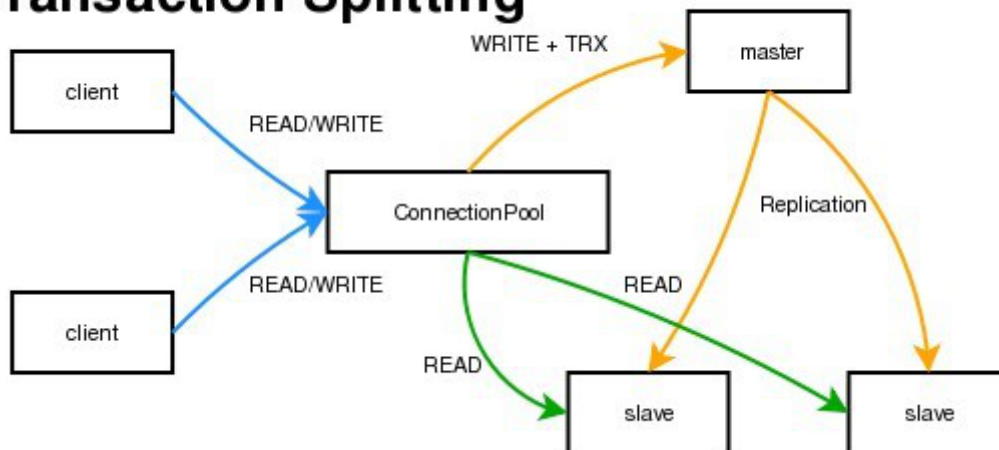 ransaction Splitting
WRITE + TRX
master
client
READ/WRITE
Replication
ConnectionPool
READ/WRITE
READ
client
READ
slave
slave